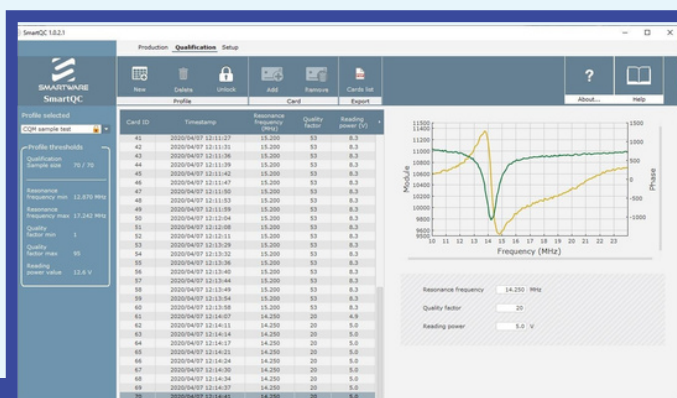 SmartQC 1.0.2.1
Production Qualification Setup
SMARTWARE
SmartQC
New Delete Unlock Add Remove Cards list
Profile Card Export
?
About... Help
Profile selected
CQM sample test
Profile thresholds
Qualification
Sample size 70 / 70
Resonance
frequency min 12.870 MHz
Resonance
frequency max 17.242 MHz
Quality
factor min 1
Quality
factor max 95
Reading
power value 12.6 V
Card ID Timestamp Resonance frequency (MHz) Quality factor Reading power (V)
41 2020/04/07 12:11:27 15.200 53 8.3
42 2020/04/07 12:11:31 15.200 53 8.3
43 2020/04/07 12:11:36 15.200 53 8.3
44 2020/04/07 12:11:39 15.200 53 8.3
45 2020/04/07 12:11:42 15.200 53 8.3
46 2020/04/07 12:11:47 15.200 53 8.3
47 2020/04/07 12:11:50 15.200 53 8.3
48 2020/04/07 12:11:53 15.200 53 8.3
49 2020/04/07 12:11:59 15.200 53 8.3
50 2020/04/07 12:12:04 15.200 53 8.3
51 2020/04/07 12:12:08 15.200 53 8.3
52 2020/04/07 12:12:11 15.200 53 8.3
53 2020/04/07 12:13:29 15.200 53 8.3
54 2020/04/07 12:13:32 15.200 53 8.3
55 2020/04/07 12:13:36 15.200 53 8.3
56 2020/04/07 12:13:40 15.200 53 8.3
57 2020/04/07 12:13:44 15.200 53 8.3
58 2020/04/07 12:13:49 15.200 53 8.3
59 2020/04/07 12:13:54 15.200 53 8.3
60 2020/04/07 12:13:58 15.200 53 8.3
61 2020/04/07 12:14:07 14.250 20 4.9
62 2020/04/07 12:14:11 14.250 20 5.0
63 2020/04/07 12:14:14 14.250 20 5.0
64 2020/04/07 12:14:17 14.250 20 5.0
65 2020/04/07 12:14:21 14.250 20 5.0
66 2020/04/07 12:14:24 14.250 20 5.0
67 2020/04/07 12:14:30 14.250 20 5.0
68 2020/04/07 12:14:34 14.250 20 5.0
69 2020/04/07 12:14:37 14.250 20 5.0
70 2020/04/07 12:14:41 14.250 20 5.0
11500
11400
11200
11000
10800
10600
10400
10200
10000
9800
9600
9500
Module
1500
1000
500
0
-500
-1000
Phase
10 11 12 13 14 15 16 17 18 19 20 21 22 23
Frequency (MHz)
Resonance frequency 14.250 MHz
Quality factor 20
Reading power 5.0 V